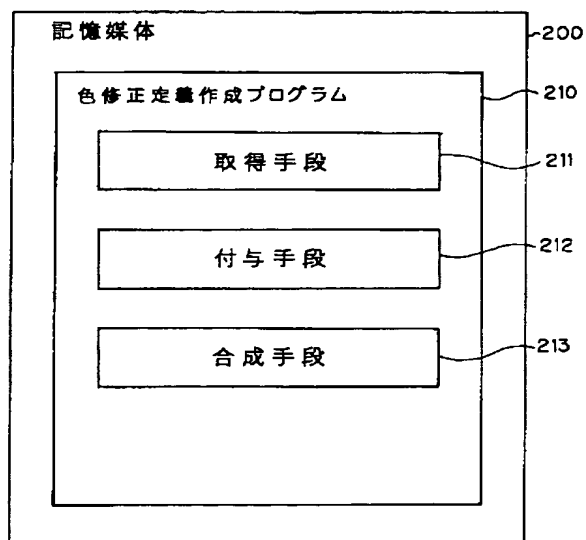 記憶媒体
200
色修正定義作成プログラム
210
取得手段
211
付与手段
212
合成手段
213